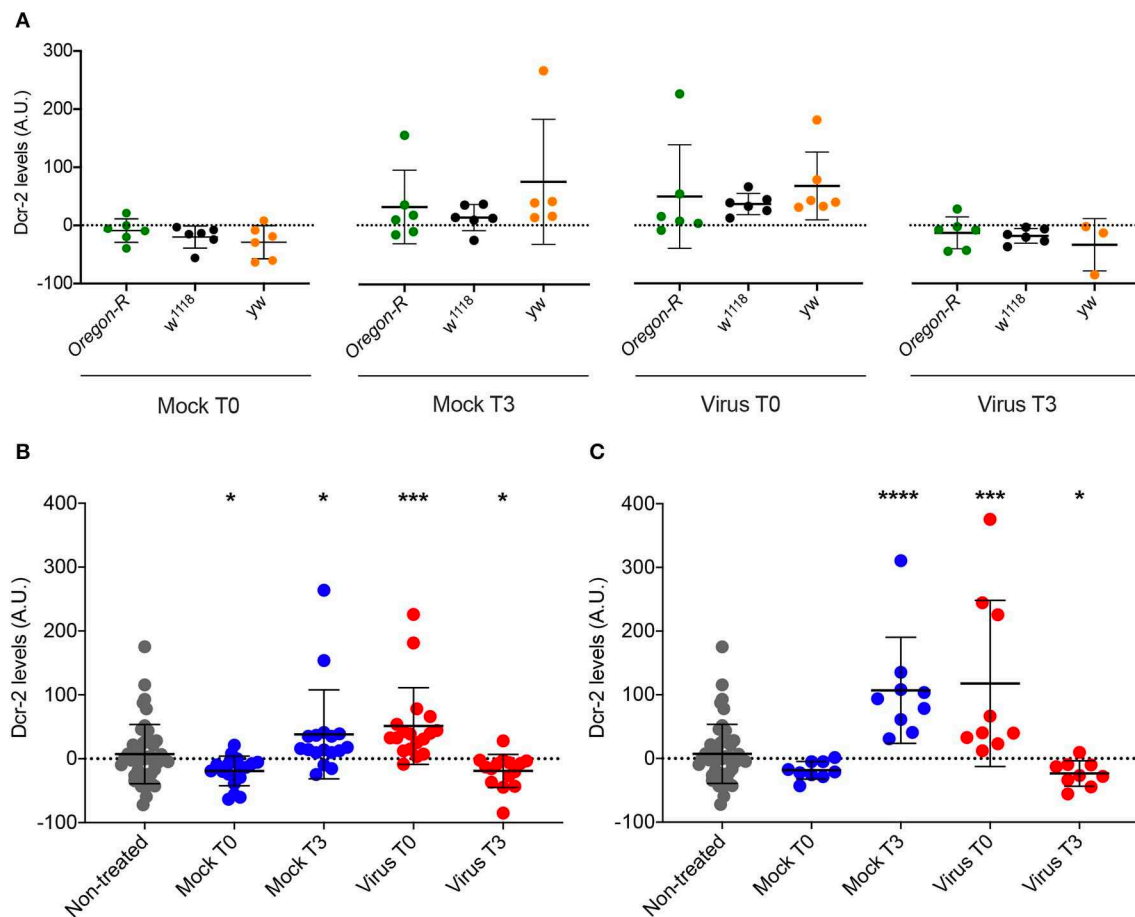 A
Dcr-2 levels (A.U.)
300
200
100
0
-100
Oregon-R
w1118
yw
Oregon-R
w1118
yw
Oregon-R
w1118
yw
Oregon-R
w1118
yw
Mock T0
Mock T3
Virus T0
Virus T3
B
Dcr-2 levels (A.U.)
400
300
200
100
0
-100
* * *** *
Non-treated
Mock T0
Mock T3
Virus T0
Virus T3
C
Dcr-2 levels (A.U.)
400
300
200
100
0
-100
**** *** *
Non-treated
Mock T0
Mock T3
Virus T0
Virus T3